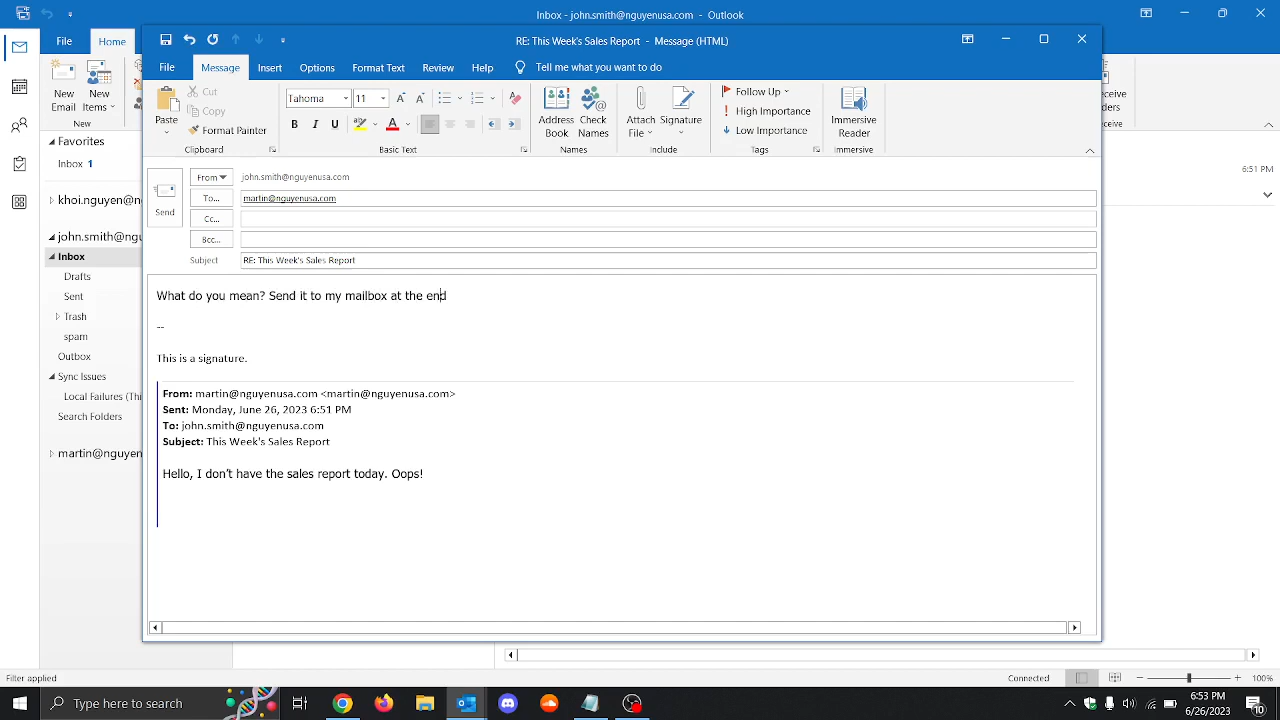 Inbox - john.smith@nguyenusa.com - Outlook
File
Home
RE: This Week's Sales Report - Message (HTML)
File
Message
Insert
Options
Format Text
Review
Help
Tell me what you want to do
New
Email
New
Items
New
Paste
Cut
Copy
Format Painter
Clipboard
Tahoma
11
B I U
A
Basic Text
Address
Book
Check
Names
Names
Attach
File
Signature
Include
Follow Up
High Importance
Low Importance
Tags
Immersive
Reader
Immersive
Favorites
Inbox 1
khoi.nguyen@n
john.smith@ngu
Inbox
Drafts
Sent
Trash
spam
Outbox
Sync Issues
Local Failures (Thi
Search Folders
martin@nguyen
6:51 PM
Send
From
john.smith@nguyenusa.com
To...
martin@nguyenusa.com
Cc...
Bcc...
Subject
RE: This Week's Sales Report
What do you mean? Send it to my mailbox at the end
--
This is a signature.
From: martin@nguyenusa.com <martin@nguyenusa.com>
Sent: Monday, June 26, 2023 6:51 PM
To: john.smith@nguyenusa.com
Subject: This Week's Sales Report
Hello, I don't have the sales report today. Oops!
Filter applied
Connected
100%
Type here to search
6:53 PM
6/26/2023